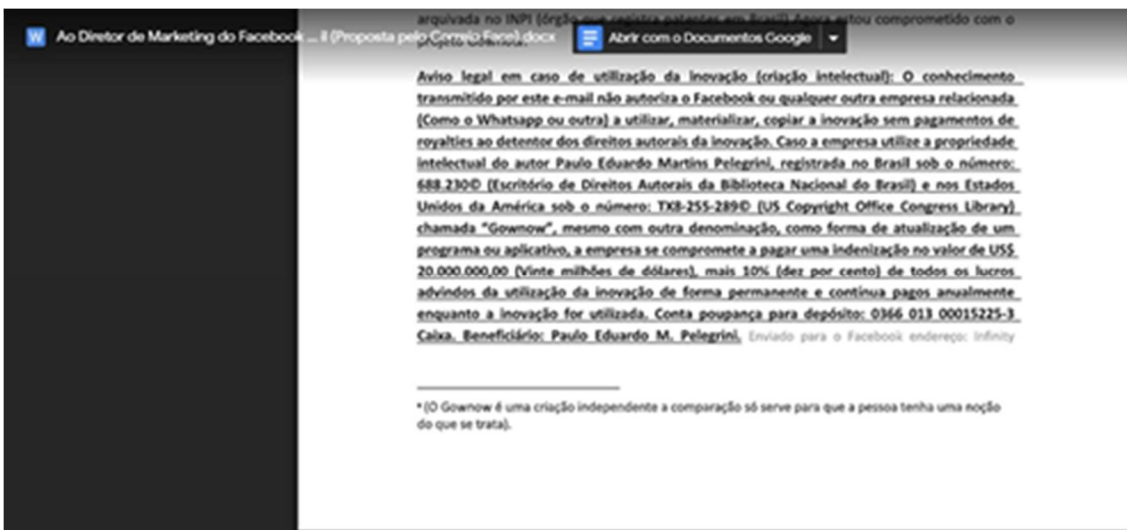 arquivada no INPI (órgão que registra patentes em Brasil) Agora estou comprometido com o
Ao Diretor de Marketing do Facebook ... il (Proposta pelo Correio Face).docx
Abrir com o Documentos Google
projeto Gownow.
Aviso legal em caso de utilização da inovação (criação intelectual): O conhecimento
transmitido por este e-mail não autoriza o Facebook ou qualquer outra empresa relacionada
(Como o Whatsapp ou outra) a utilizar, materializar, copiar a inovação sem pagamentos de
royalties ao detentor dos direitos autorais da inovação. Caso a empresa utilize a propriedade
intelectual do autor Paulo Eduardo Martins Pelegrini, registrada no Brasil sob o número:
688.230© (Escritório de Direitos Autorais da Biblioteca Nacional do Brasil) e nos Estados
Unidos da América sob o número: TX8-255-289© (US Copyright Office Congress Library)
chamada "Gownow", mesmo com outra denominação, como forma de atualização de um
programa ou aplicativo, a empresa se compromete a pagar uma indenização no valor de US$
20.000.000,00 (Vinte milhões de dólares), mais 10% (dez por cento) de todos os lucros
advindos da utilização da inovação de forma permanente e contínua pagos anualmente
enquanto a inovação for utilizada. Conta poupança para depósito: 0366 013 00015225-3
Caixa. Beneficiário: Paulo Eduardo M. Pelegrini. Enviado para o Facebook endereço: Infinity
*(O Gownow é uma criação independente a comparação só serve para que a pessoa tenha uma noção
do que se trata).